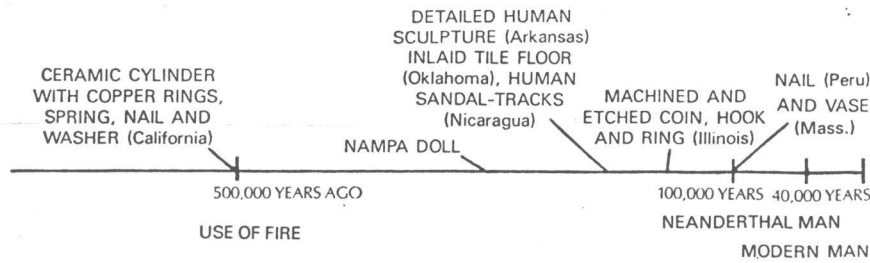 DETAILED HUMAN
SCULPTURE (Arkansas)
INLAID TILE FLOOR
(Oklahoma), HUMAN
SANDAL-TRACKS
(Nicaragua)
CERAMIC CYLINDER
WITH COPPER RINGS,
SPRING, NAIL AND
WASHER (California)
NAMPA DOLL
MACHINED AND
ETCHED COIN, HOOK
AND RING (Illinois)
NAIL (Peru)
AND VASE
(Mass.)
500,000 YEARS AGO
100,000 YEARS
40,000 YEARS
USE OF FIRE
NEANDERTHAL MAN
MODERN MAN